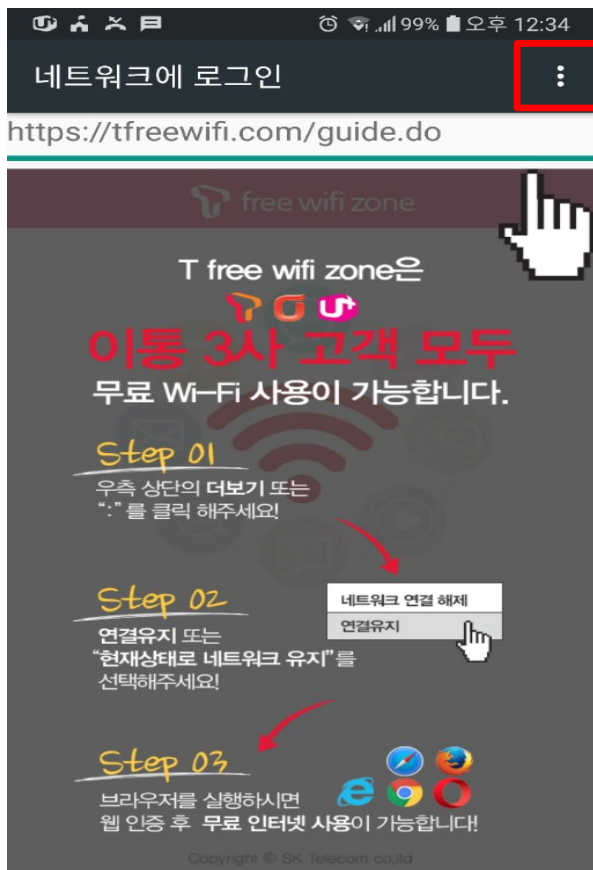 99% 오후 12:34
네트워크에 로그인
https://tfreewifi.com/guide.do
free wifi zone
T free wifi zone은
이통 3사 고객 모두
무료 Wi-Fi 사용이 가능합니다.
Step 01
우측 상단의 더보기 또는
":" 를 클릭 해주세요!
Step 02
연결유지 또는
"현재상태로 네트워크 유지"를
선택해주세요!
네트워크 연결 해제
연결유지
Step 03
브라우저를 실행하시면
웹 인증 후 무료 인터넷 사용이 가능합니다!
Copyright © SK Telecom co,ltd